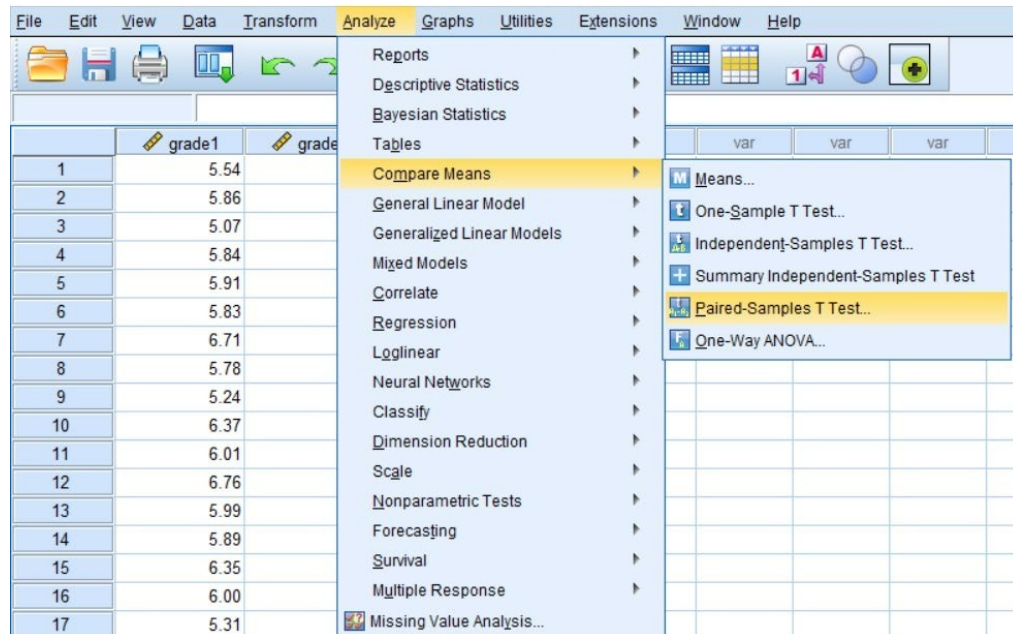 File Edit View Data Transform Analyze Graphs Utilities Extensions Window Help
A
1
grade1 grade var var var
1 5.54
2 5.86
3 5.07
4 5.84
5 5.91
6 5.83
7 6.71
8 5.78
9 5.24
10 6.37
11 6.01
12 6.76
13 5.99
14 5.89
15 6.35
16 6.00
17 5.31
Reports
Descriptive Statistics
Bayesian Statistics
Tables
Compare Means
General Linear Model
Generalized Linear Models
Mixed Models
Correlate
Regression
Loglinear
Neural Networks
Classify
Dimension Reduction
Scale
Nonparametric Tests
Forecasting
Survival
Multiple Response
Missing Value Analysis...
M Means...
t One-Sample T Test...
Independent-Samples T Test...
Summary Independent-Samples T Test
Paired-Samples T Test...
One-Way ANOVA...